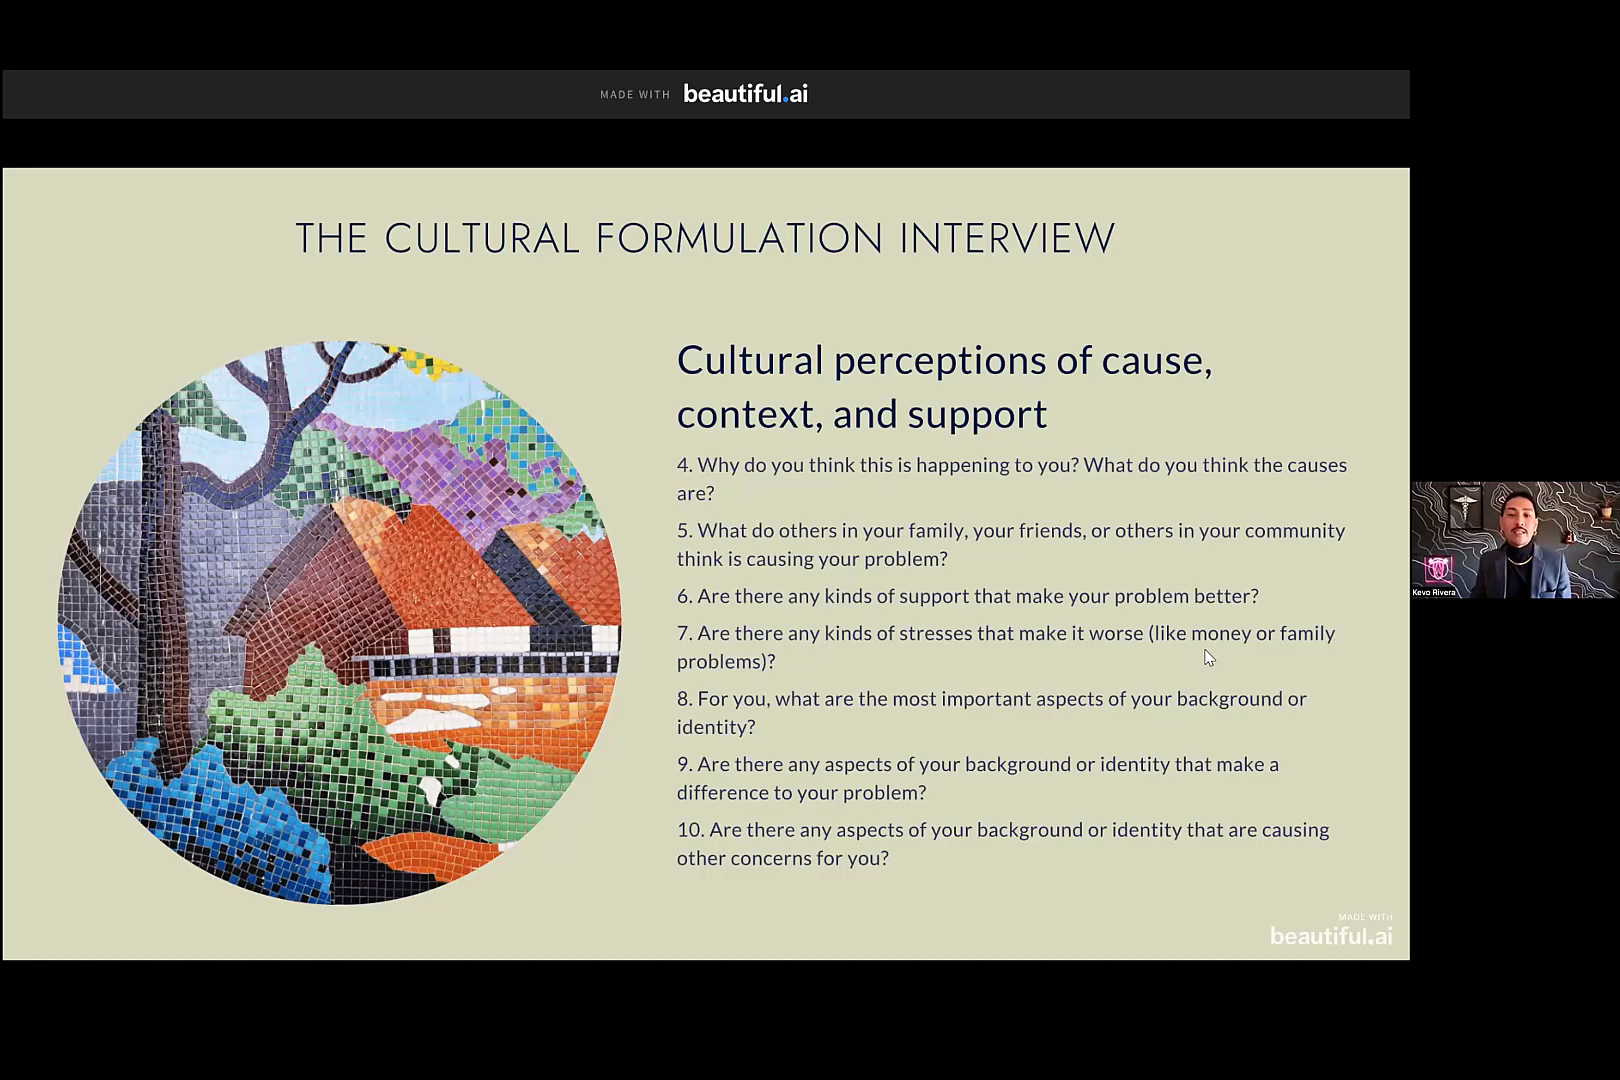 MADE WITH beautiful.ai
THE CULTURAL FORMULATION INTERVIEW
Cultural perceptions of cause,
context, and support
4. Why do you think this is happening to you? What do you think the causes
are?
5. What do others in your family, your friends, or others in your community
think is causing your problem?
6. Are there any kinds of support that make your problem better?
7. Are there any kinds of stresses that make it worse (like money or family
problems)?
8. For you, what are the most important aspects of your background or
identity?
9. Are there any aspects of your background or identity that make a
difference to your problem?
10. Are there any aspects of your background or identity that are causing
other concerns for you?
MADE WITH
beautiful.ai
Kevo Rivera